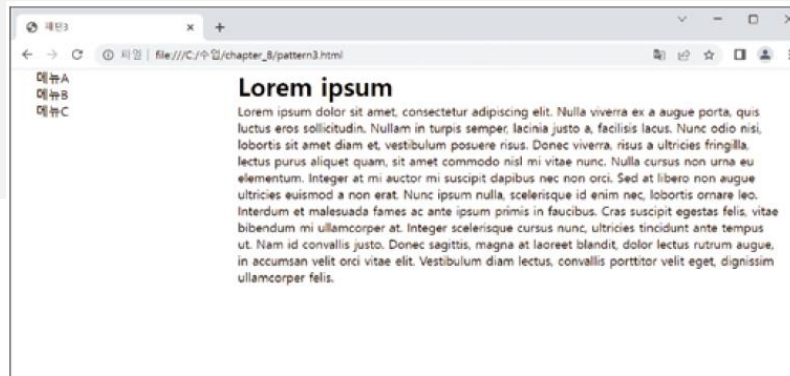 패턴3
파일 | file:///C:/수업/chapter_8/pattern3.html
메뉴A
메뉴B
메뉴C
Lorem ipsum
Lorem ipsum dolor sit amet, consectetur adipiscing elit. Nulla viverra ex a augue porta, quis
luctus eros sollicitudin. Nullam in turpis semper, lacinia justo a, facilisis lacus. Nunc odio nisi,
lobortis sit amet diam et, vestibulum posuere risus. Donec viverra, risus a ultricies fringilla,
lectus purus aliquet quam, sit amet commodo nisl mi vitae nunc. Nulla cursus non urna eu
elementum. Integer at mi auctor mi suscipit dapibus nec non orci. Sed at libero non augue
ultricies euismod a non erat. Nunc ipsum nulla, scelerisque id enim nec, lobortis ornare leo.
Interdum et malesuada fames ac ante ipsum primis in faucibus. Cras suscipit egestas felis, vitae
bibendum mi ullamcorper at. Integer scelerisque cursus nunc, ultricies tincidunt ante tempus
ut. Nam id convallis justo. Donec sagittis, magna at laoreet blandit, dolor lectus rutrum augue,
in accumsan velit orci vitae elit. Vestibulum diam lectus, convallis porttitor velit eget, dignissim
ullamcorper felis.